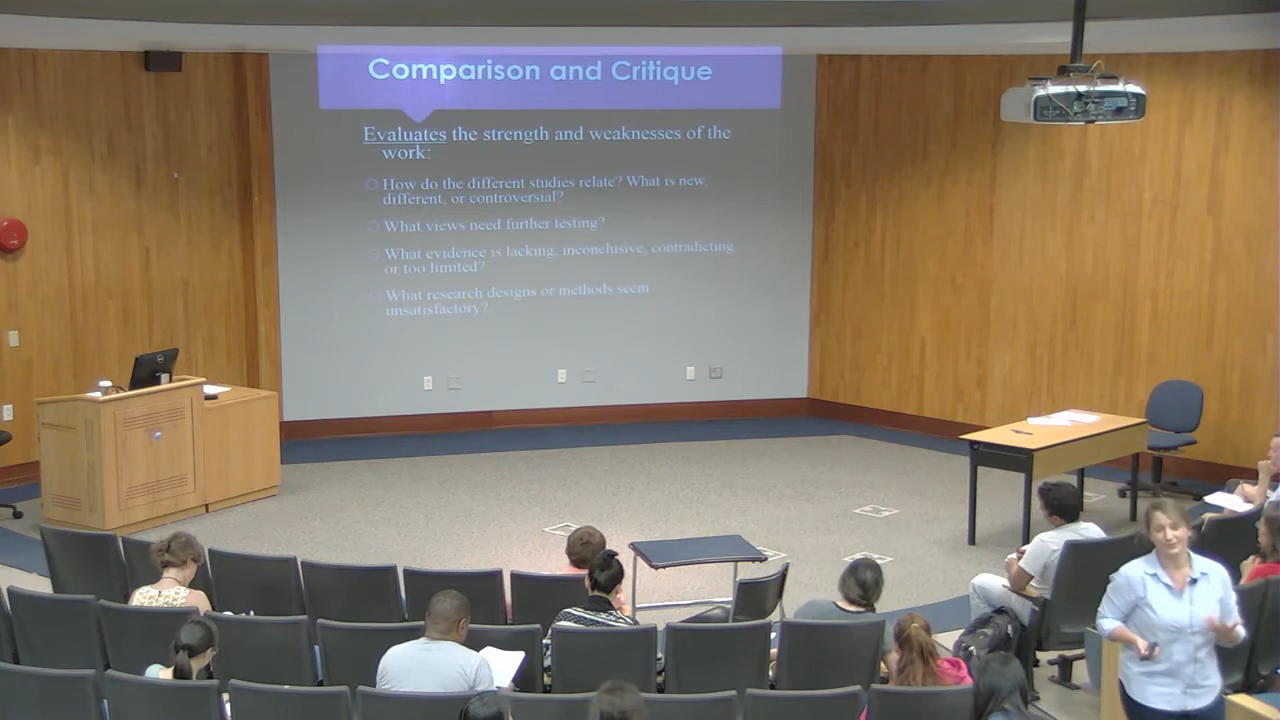 Comparison and Critique
Evaluates the strength and weaknesses of the
work:
How do the different studies relate? What is new,
different, or controversial?
What views need further testing?
What evidence is lacking, inconclusive, contradicting
or too limited?
What research designs or methods seem
unsatisfactory?